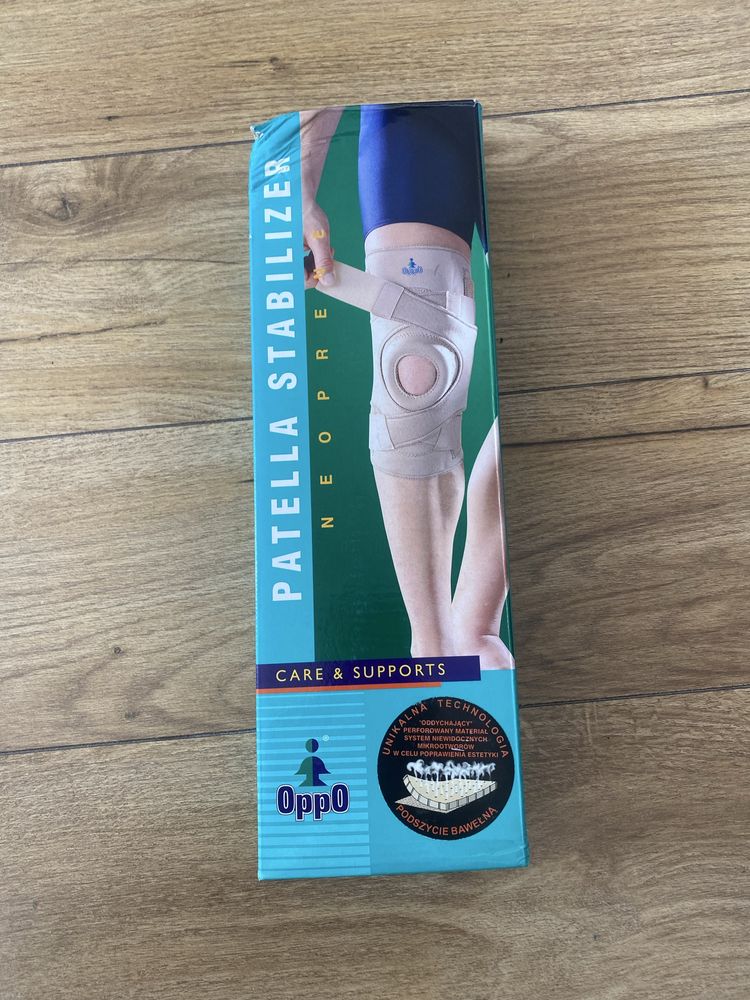 PATELLA STABILIZER
NEOPRENE
OppO
CARE & SUPPORTS
®
OppO
UNIKALNA TECHNOLOGIA
"ODDYCHAJĄCY"
PERFOROWANY MATERIAŁ
SYSTEM NIEWIDOCZNYCH
MIKROOTWORÓW
W CELU POPRAWIENIA ESTETYKI
PODSZYCIE BAWEŁNĄ